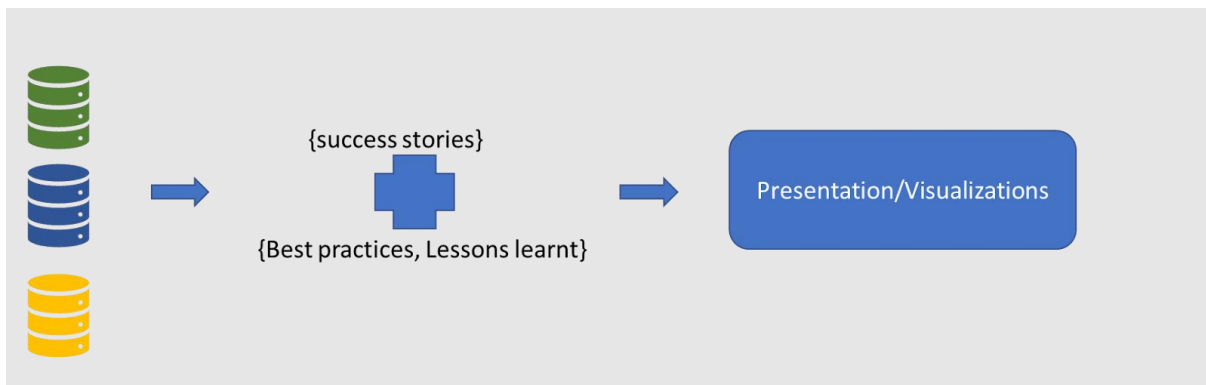 {success stories}
{Best practices, Lessons learnt}
Presentation/Visualizations